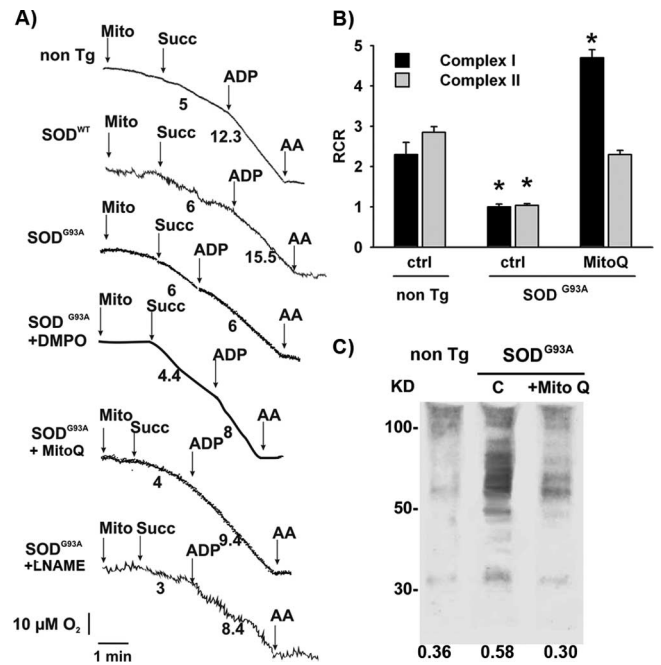 A)
non Tg
Mito
Succ
ADP
AA
5
12.3
SOD^WT
Mito
Succ
ADP
AA
6
15.5
SOD^G93A
Mito
Succ
ADP
AA
6
6
SOD^G93A
+DMPO
Mito
Succ
ADP
AA
4.4
8
SOD^G93A
+ MitoQ
Mito
Succ
ADP
AA
4
9.4
SOD^G93A
+LNAME
Mito
Succ
ADP
AA
3
8.4
10 µM O₂
1 min
B)
RCR
5
4
3
2
1
0
Complex I
Complex II
*
* *
ctrl ctrl MitoQ
non Tg SOD^G93A
C)
non Tg SOD^G93A
KD C +Mito Q
100-
50-
30-
0.36 0.58 0.30